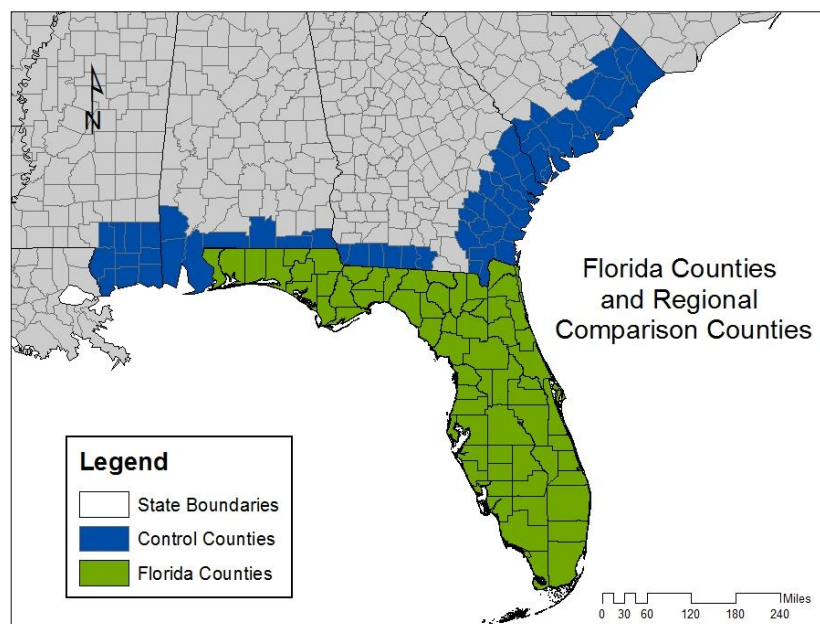 N
Florida Counties
and Regional
Comparison Counties
Legend
State Boundaries
Control Counties
Florida Counties
Miles
0 30 60 120 180 240